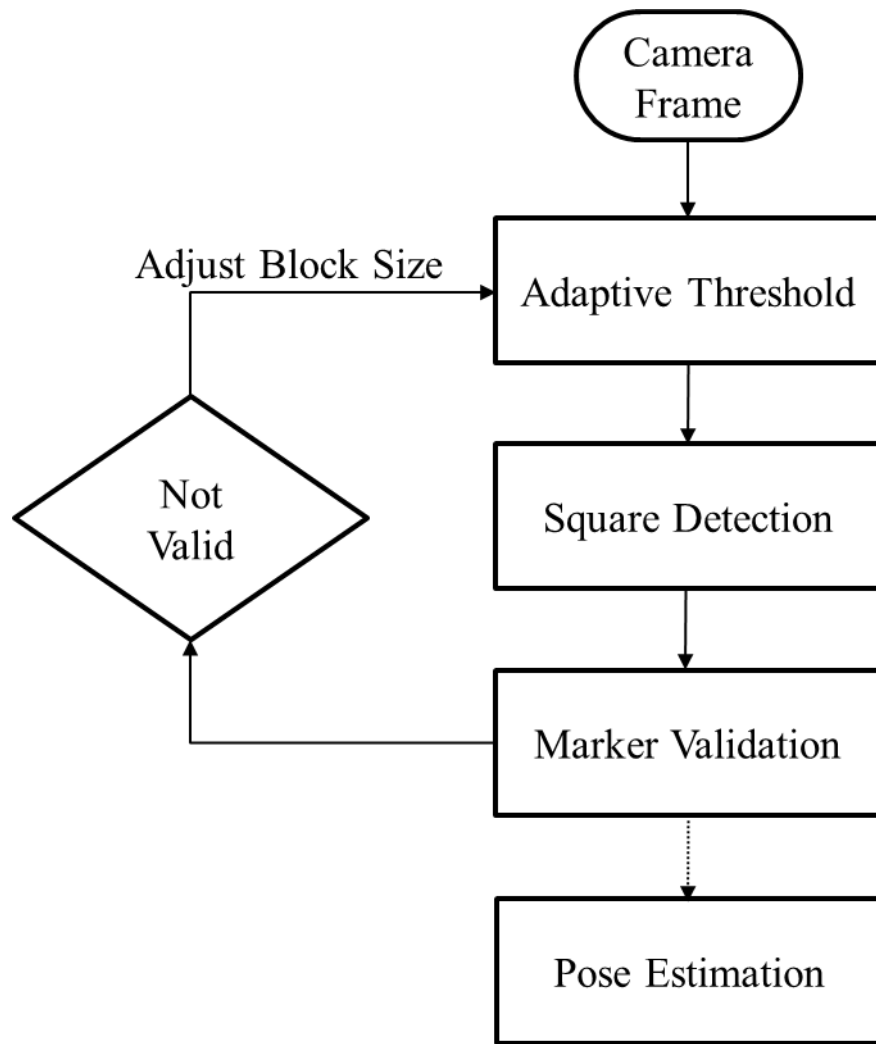 Camera
Frame
Adjust Block Size
Adaptive Threshold
Not
Valid
Square Detection
Marker Validation
Pose Estimation